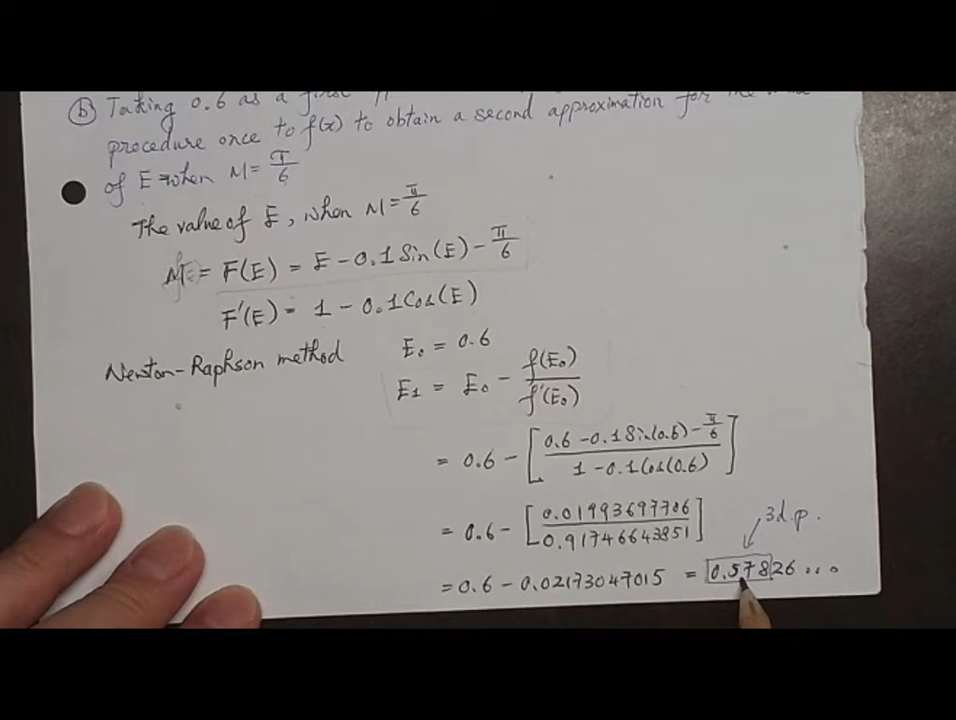 ⓑ Taking 0.6 as a first
procedure once to f(x) to obtain a second approximation for the
of E when M = π/6
The value of E, when M = π/6
= F(E) = E - 0.1 Sin(E) - π/6
F'(E) = 1 - 0.1 Cos(E)
Newton-Raphson method E₀ = 0.6
E₁ = E₀ - f(E₀)/f'(E₀)
= 0.6 - [(0.6 - 0.1 Sin(0.6) - π/6)/(1 - 0.1 Cos(0.6))]
= 0.6 - [0.01993697706/0.91746643851] 3d.p.
= 0.6 - 0.02173047015 = 0.57826...